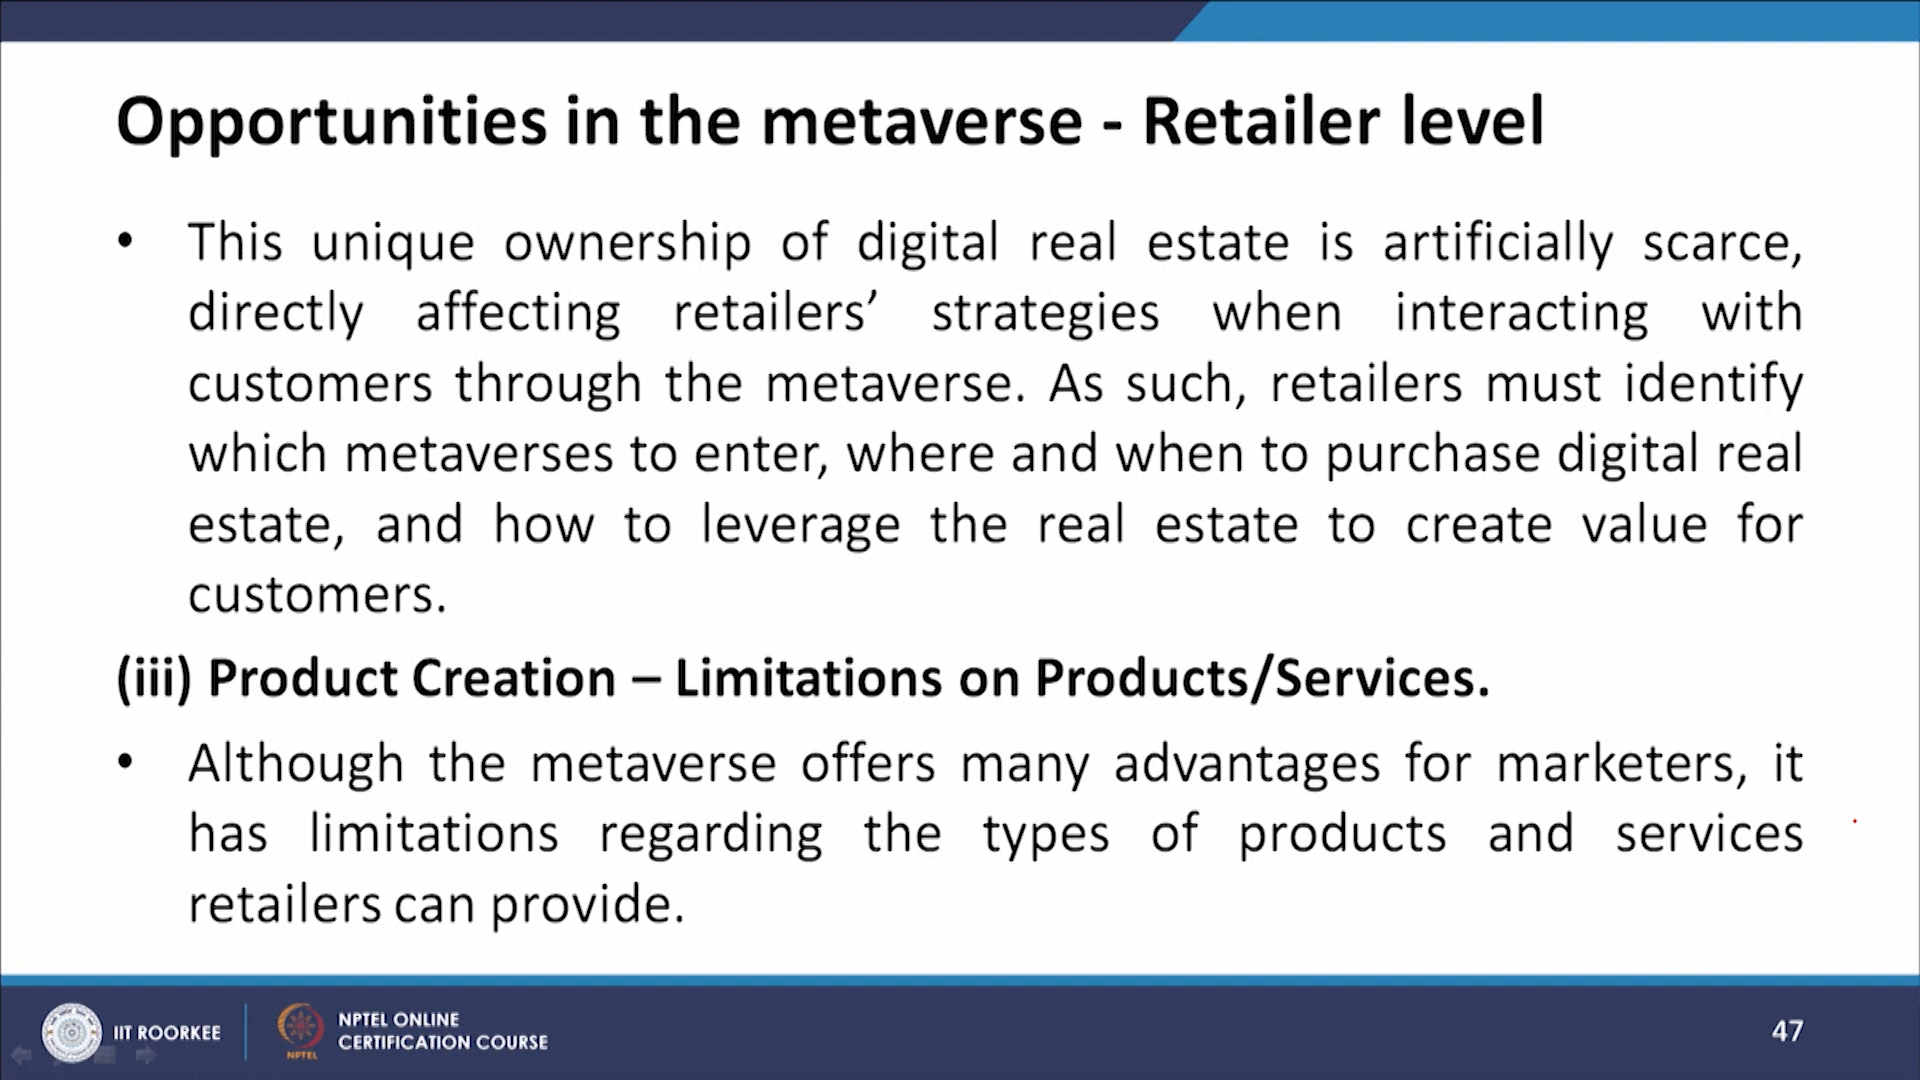 Opportunities in the metaverse - Retailer level
• This unique ownership of digital real estate is artificially scarce,
directly affecting retailers’ strategies when interacting with
customers through the metaverse. As such, retailers must identify
which metaverses to enter, where and when to purchase digital real
estate, and how to leverage the real estate to create value for
customers.
(iii) Product Creation – Limitations on Products/Services.
• Although the metaverse offers many advantages for marketers, it
has limitations regarding the types of products and services
retailers can provide.
IIT ROORKEE
NPTEL
NPTEL ONLINE
CERTIFICATION COURSE
47